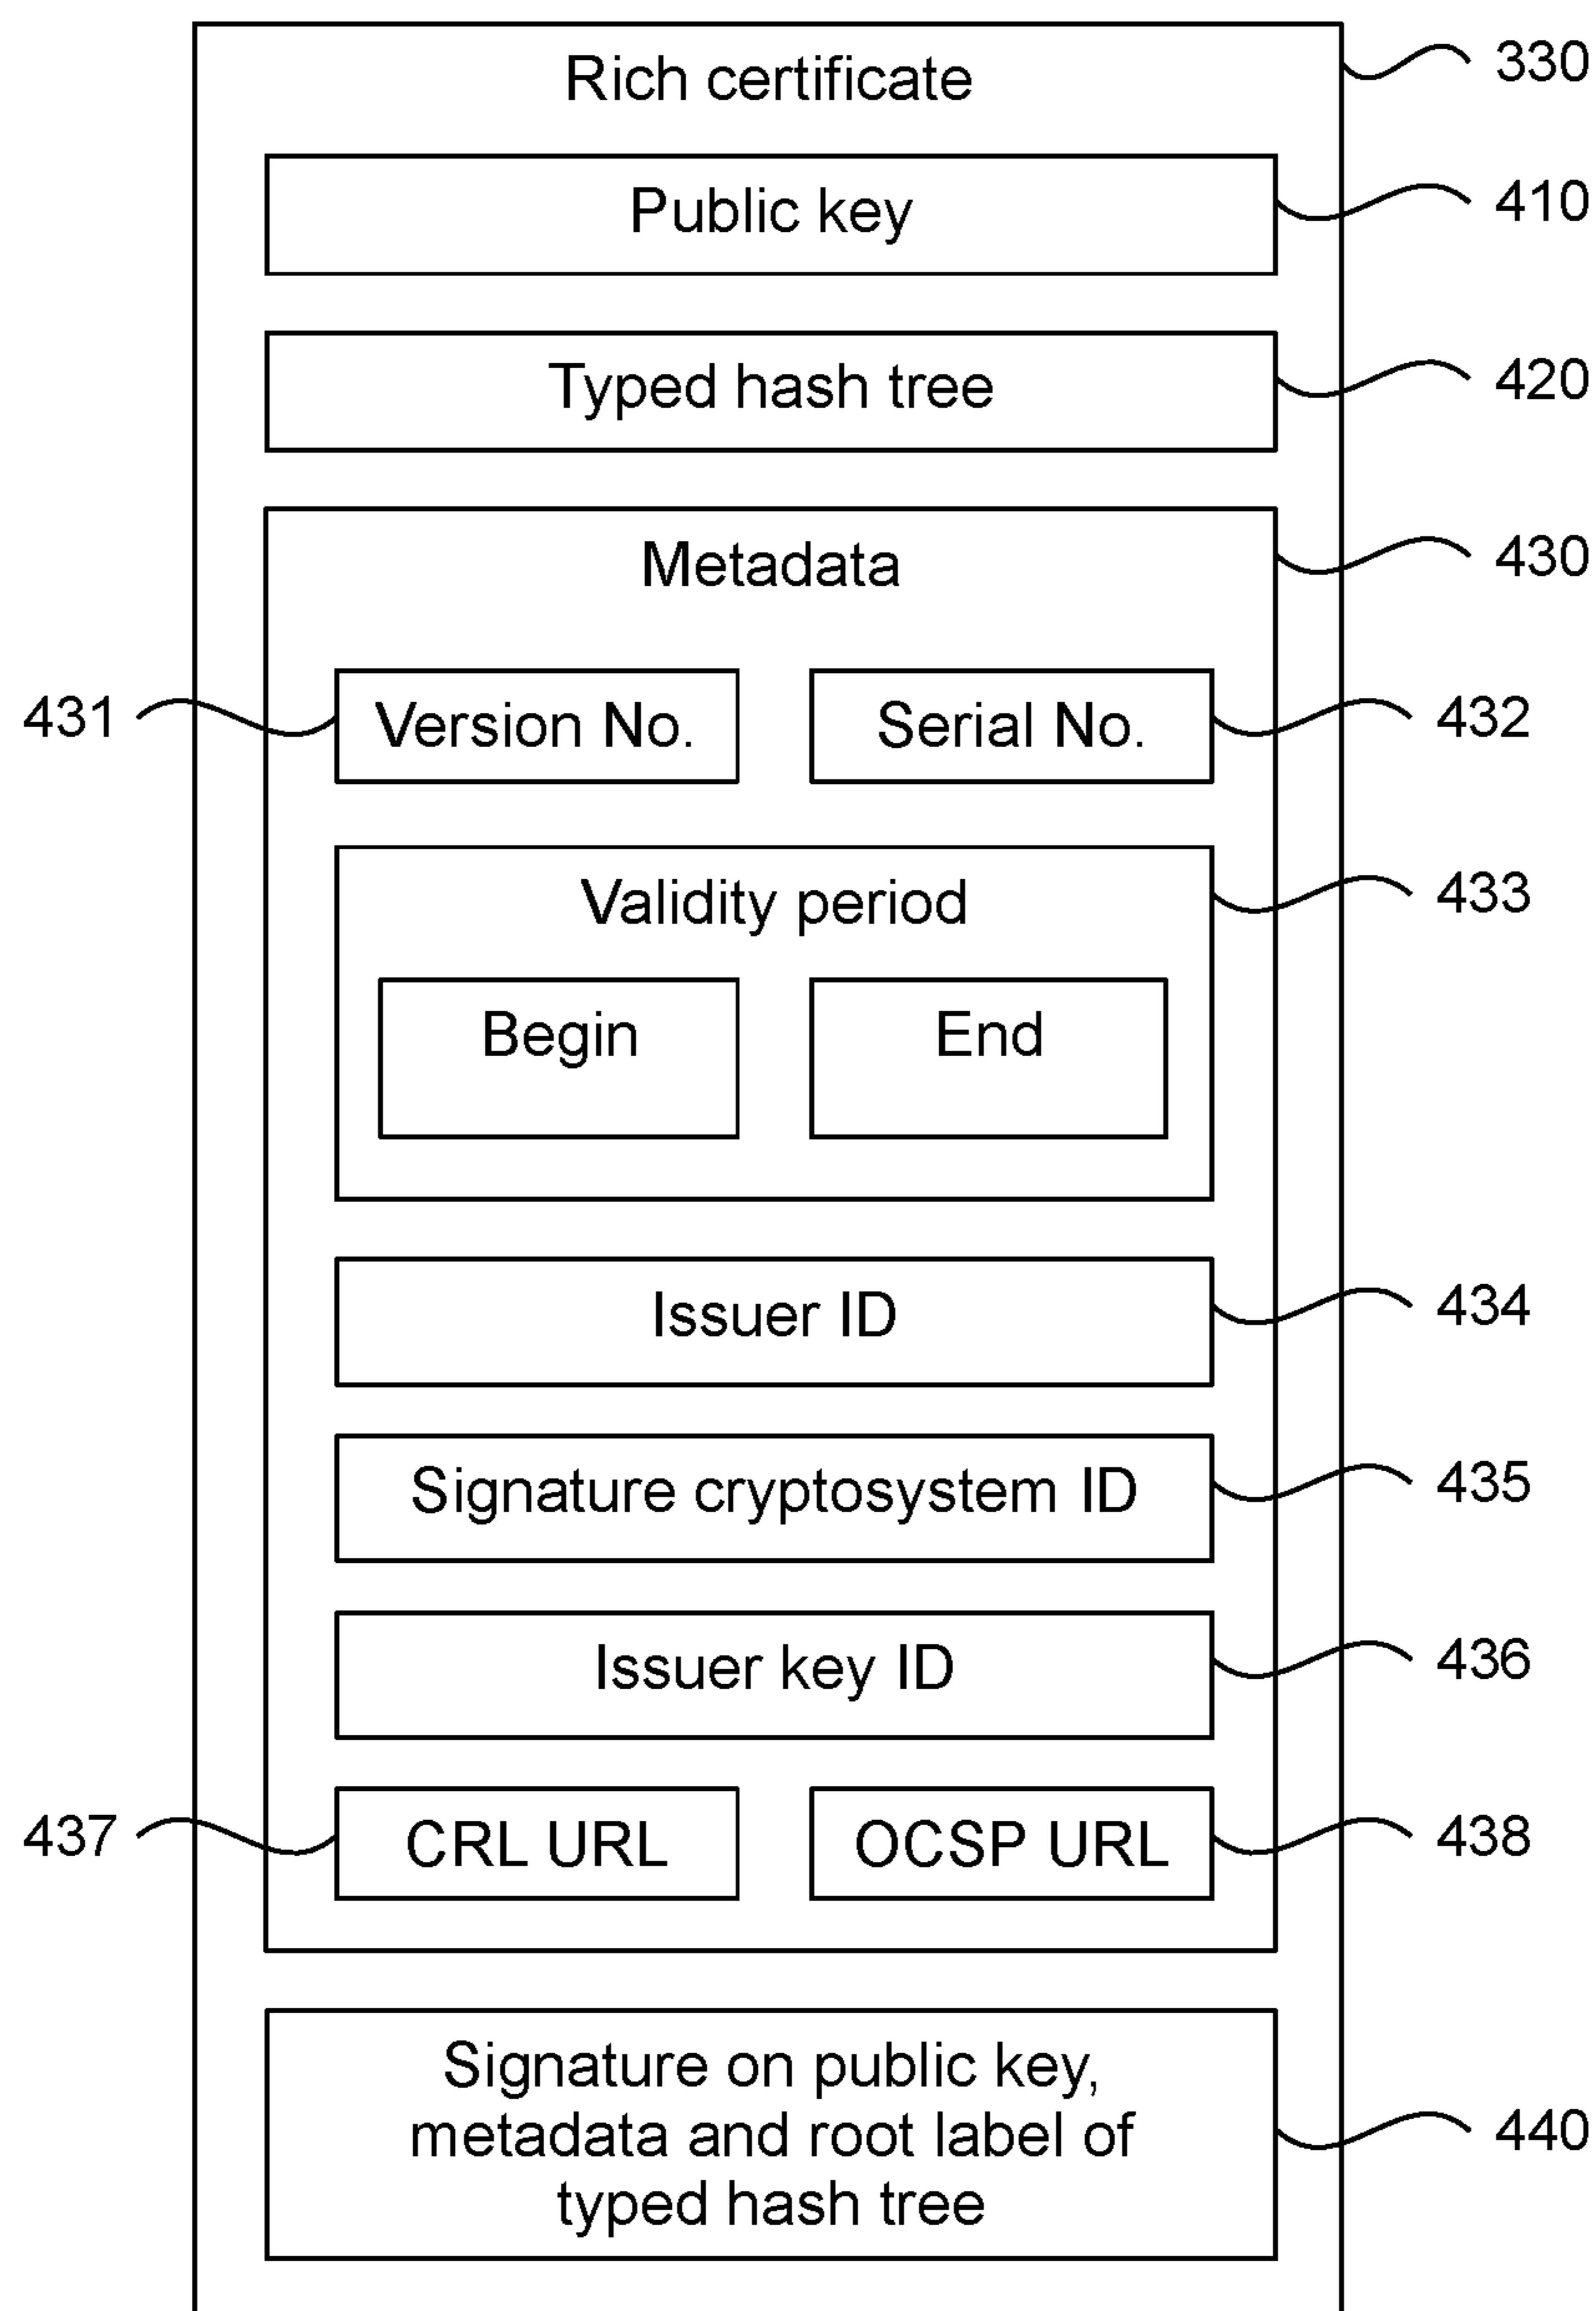 Rich certificate 330
Public key 410
Typed hash tree 420
Metadata 430
431 Version No. Serial No. 432
Validity period 433
Begin End
Issuer ID 434
Signature cryptosystem ID 435
Issuer key ID 436
437 CRL URL OCSP URL 438
Signature on public key,
metadata and root label of 440
typed hash tree